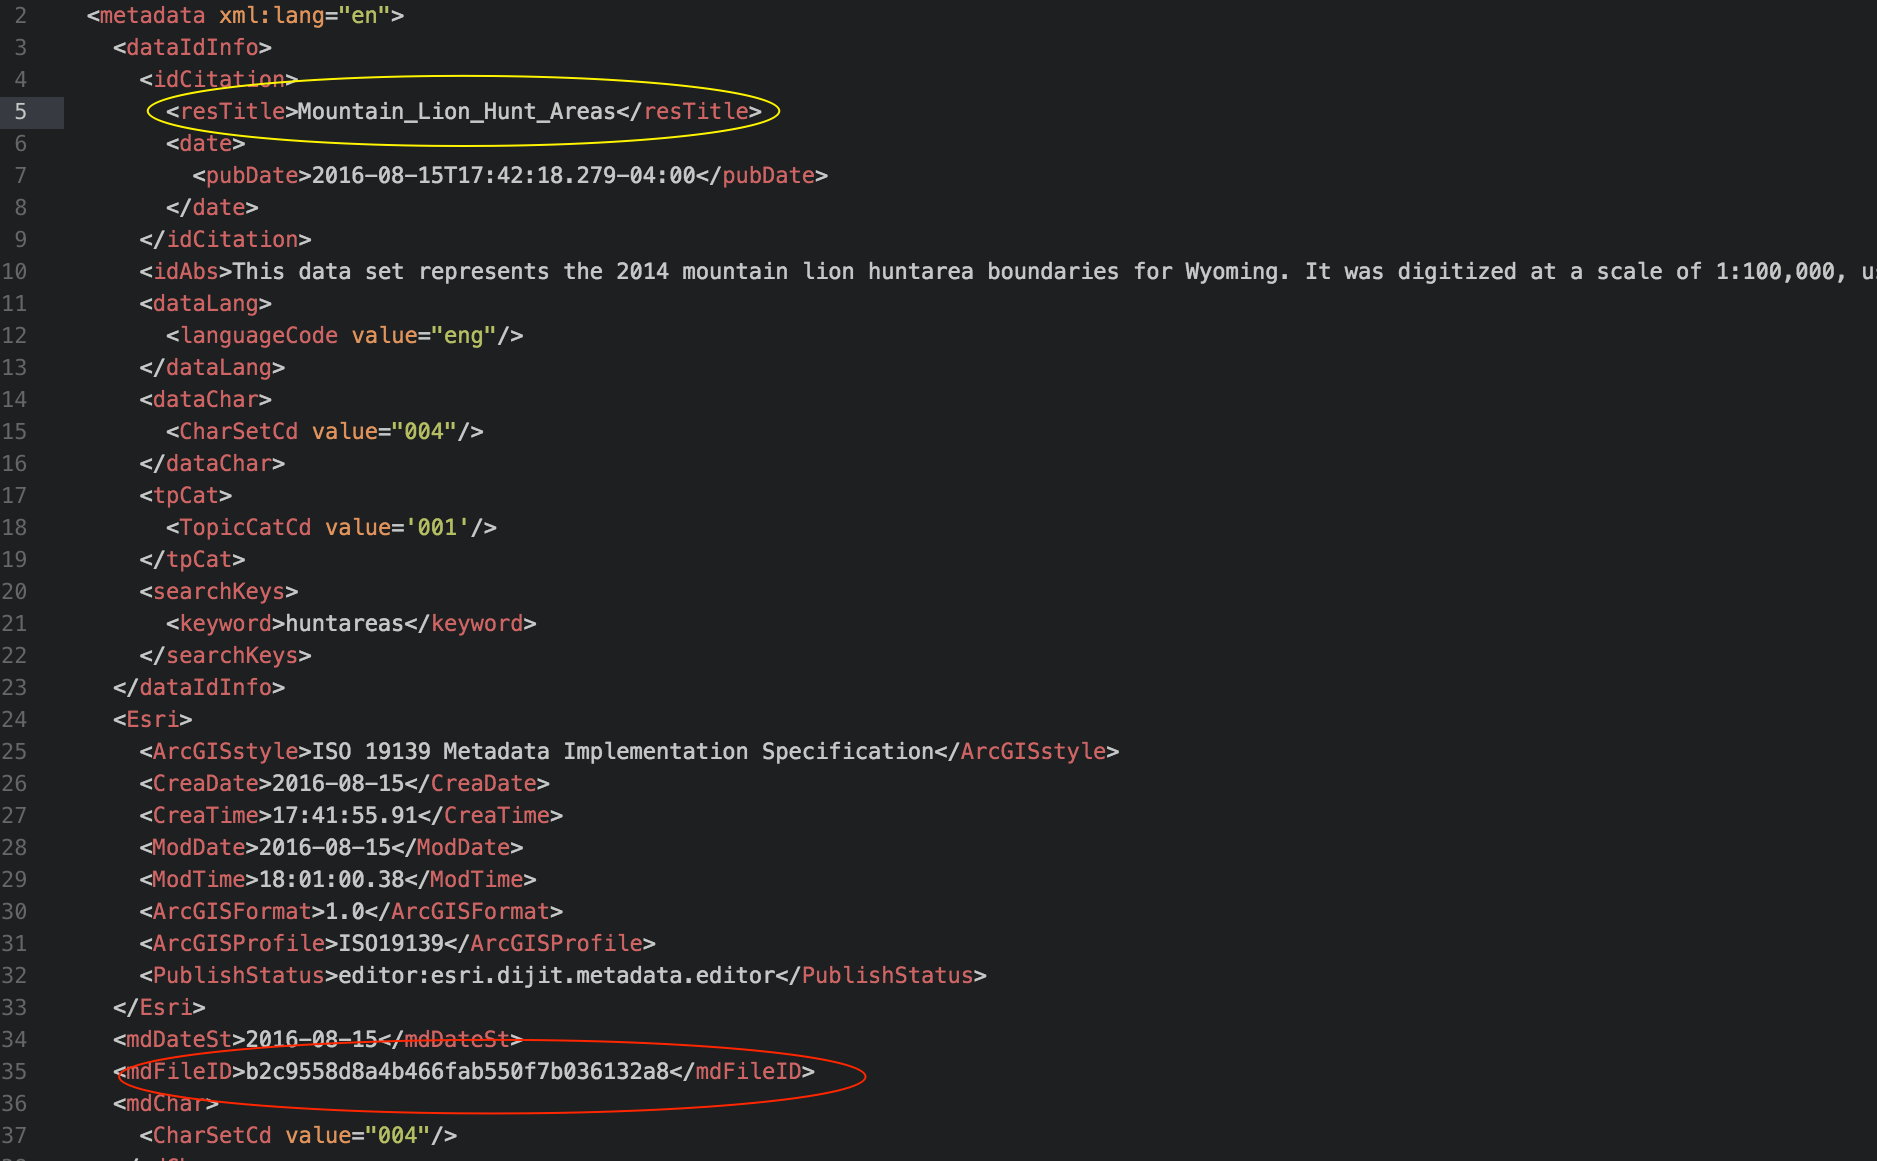 2 <metadata xml:lang="en">
3 <dataIdInfo>
4 <idCitation>
5 <resTitle>Mountain_Lion_Hunt_Areas</resTitle>
6 <date>
7 <pubDate>2016-08-15T17:42:18.279-04:00</pubDate>
8 </date>
9 </idCitation>
10 <idAbs>This data set represents the 2014 mountain lion huntarea boundaries for Wyoming. It was digitized at a scale of 1:100,000,
11 <dataLang>
12 <languageCode value="eng"/>
13 </dataLang>
14 <dataChar>
15 <CharSetCd value="004"/>
16 </dataChar>
17 <tpCat>
18 <TopicCatCd value='001'/>
19 </tpCat>
20 <searchKeys>
21 <keyword>huntareas</keyword>
22 </searchKeys>
23 </dataIdInfo>
24 <Esri>
25 <ArcGISstyle>ISO 19139 Metadata Implementation Specification</ArcGISstyle>
26 <CreaDate>2016-08-15</CreaDate>
27 <CreaTime>17:41:55.91</CreaTime>
28 <ModDate>2016-08-15</ModDate>
29 <ModTime>18:01:00.38</ModTime>
30 <ArcGISFormat>1.0</ArcGISFormat>
31 <ArcGISProfile>ISO19139</ArcGISProfile>
32 <PublishStatus>editor:esri.dijit.metadata.editor</PublishStatus>
33 </Esri>
34 <mdDateSt>2016-08-15</mdDateSt>
35 <mdFileID>b2c9558d8a4b466fab550f7b036132a8</mdFileID>
36 <mdChar>
37 <CharSetCd value="004"/>